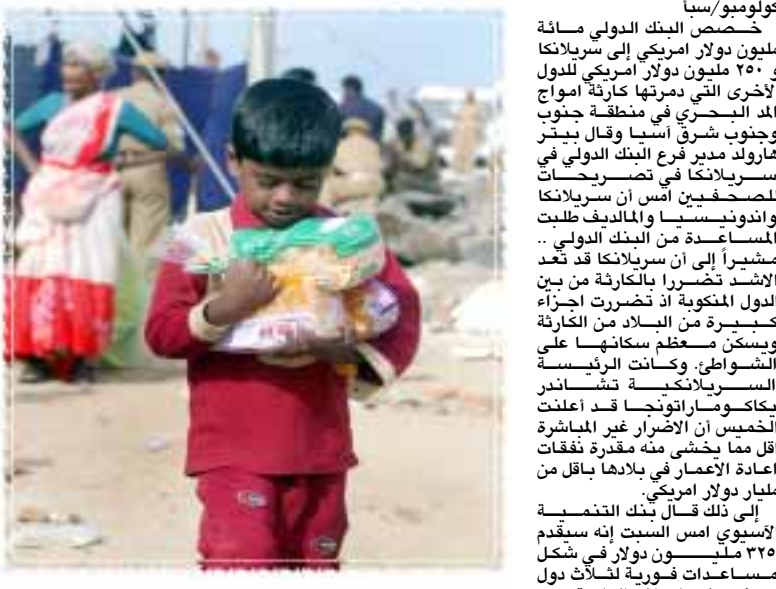 كولومبو/سبأ
خصص البنك الدولي مائة
مليون دولار امريكي إلى سريلانكا
و ٢٥٠ مليون دولار امريكي للدول
الأخرى التي دمرتها كارثة امواج
المد البحري في منطقة جنوب
وجنوب شرق آسيا وقال بيتر
هارولد مدير فرع البنك الدولي في
سريلانكا في تصريحات
للصحفيين امس أن سريلانكا
واندونيسيا والمالديف طلبت
المساعدة من البنك الدولي ..
مشيراً إلى أن سريلانكا قد تعد
الاشد تضررا بالكارثة من بين
الدول المنكوبة اذ تضررت اجزاء
كبيرة من البلاد من الكارثة
ويسكن معظم سكانها على
الشواطئ. وكانت الرئيسة
السريلانكية تشاندر
يكاكوماراتونجا قد أعلنت
الخميس أن الاضرار غير المباشرة
اقل مما يخشى منه مقدرة نفقات
اعادة الاعمار في بلادها باقل من
مليار دولار امريكي.
إلى ذلك قال بنك التنمية
الآسيوي امس السبت إنه سيقدم
٣٢٥ مليون دولار في شكل
مساعدات فورية لثلاث دول